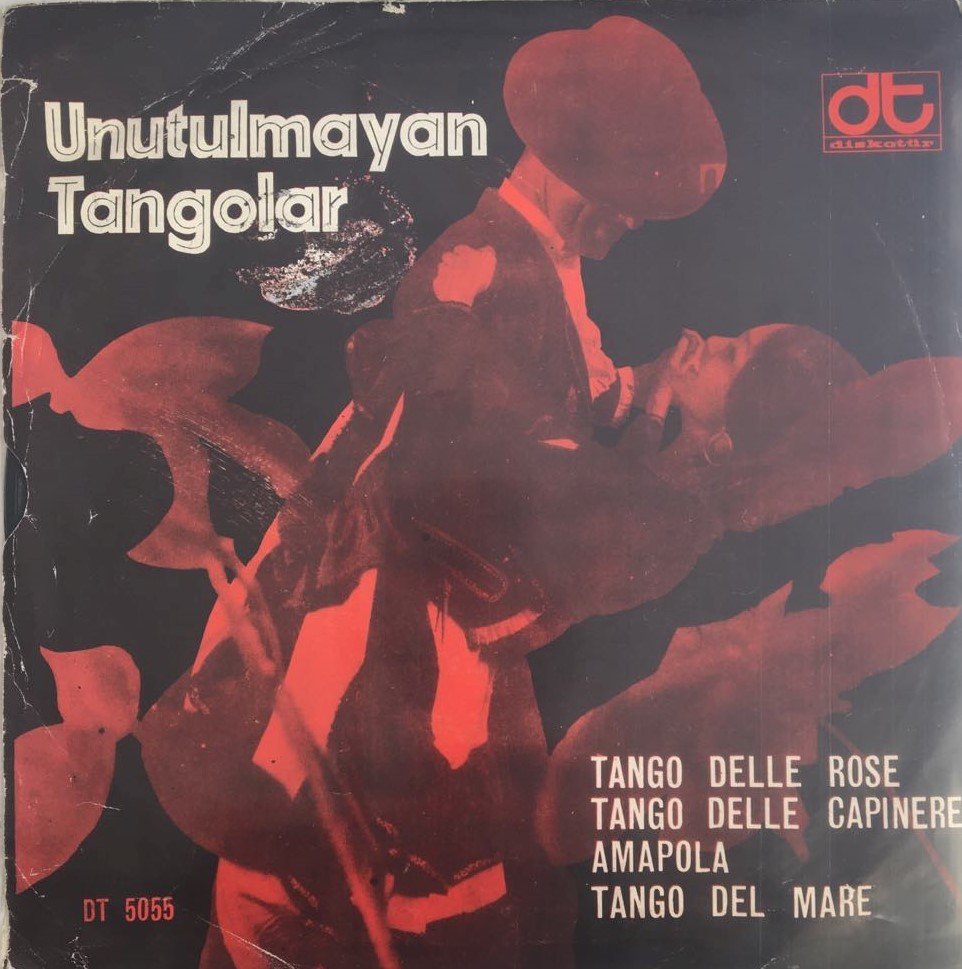 Unutulmayan
Tangolar
dt
diskotür
TANGO DELLE ROSE
TANGO DELLE CAPINERE
AMAPOLA
TANGO DEL MARE
DT 5055